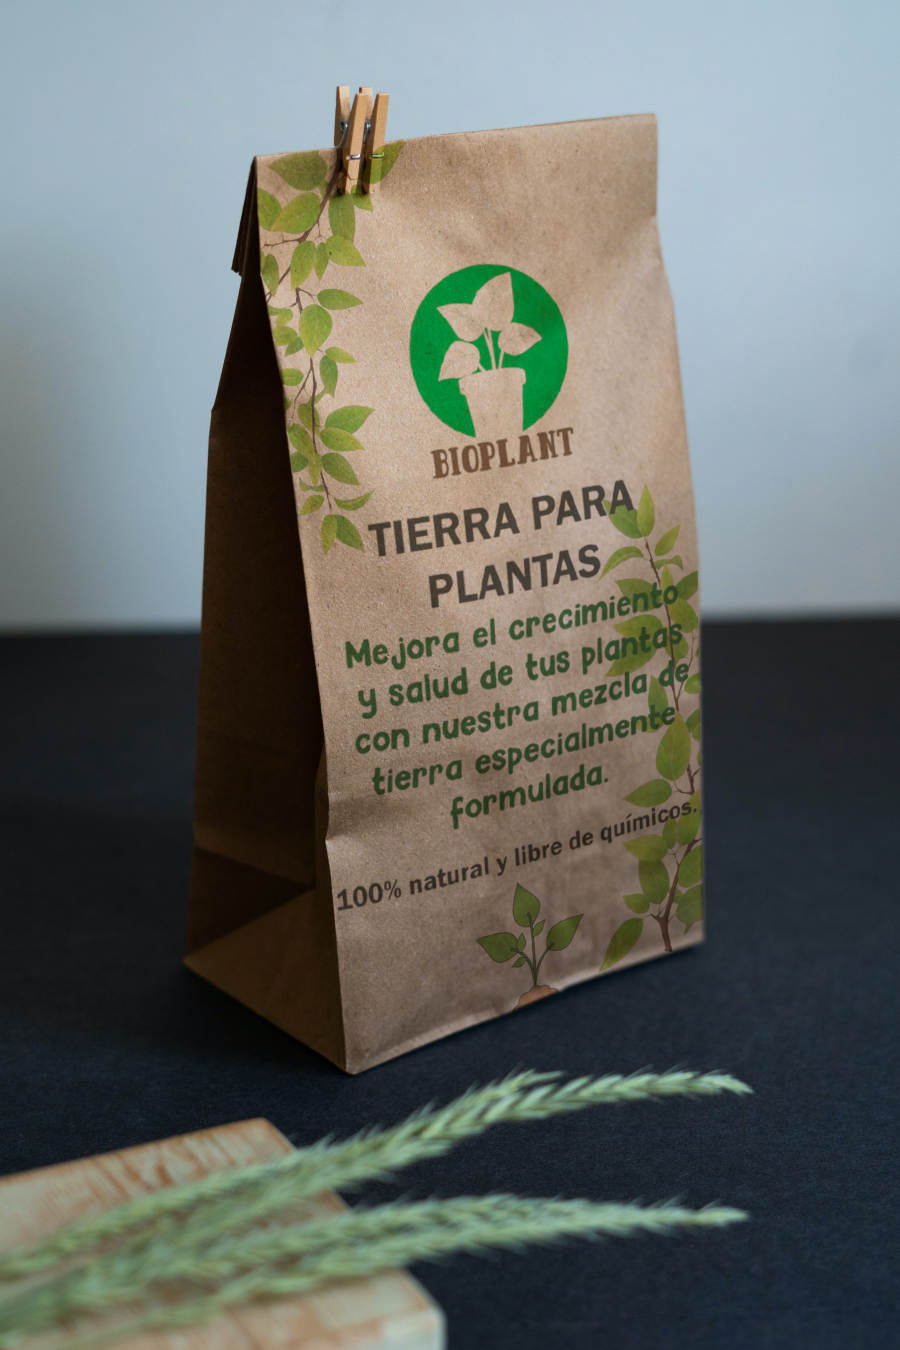 BIOPLANT
TIERRA PARA
PLANTAS
Mejora el crecimiento
y salud de tus plantas
con nuestra mezcla de
tierra especialmente
formulada.
100% natural y libre de químicos.